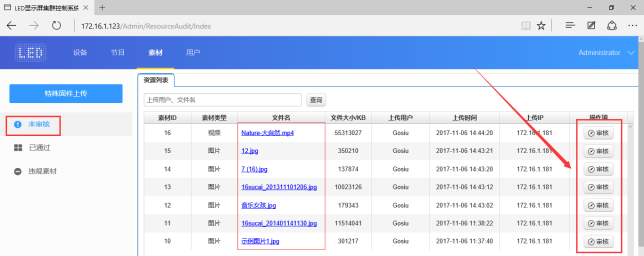 LED显示屏集群控制系统
172.16.1.123/Admin/ResourceAudit/Index
LED 设备 节目 素材 用户 Administrator
特殊固件上传
未审核
已通过
违规素材
资源列表
上传用户、文件名 查询
素材ID 素材类型 文件名 文件大小/KB 上传用户 上传时间 上传IP 操作项
16 视频 Nature-大自然.mp4 55313027 Gosiu 2017-11-06 14:44:20 172.16.1.181 审核
15 图片 12.jpg 350210 Gosiu 2017-11-06 14:43:21 172.16.1.181 审核
14 图片 7 (16).jpg 137874 Gosiu 2017-11-06 14:43:20 172.16.1.181 审核
13 图片 16sucai_201311101206.jpg 10023126 Gosiu 2017-11-06 14:43:12 172.16.1.181 审核
12 图片 音乐女孩.jpg 179343 Gosiu 2017-11-06 14:43:02 172.16.1.181 审核
11 图片 16sucai_201401141130.jpg 11514041 Gosiu 2017-11-06 11:38:22 172.16.1.181 审核
10 图片 示例图片1.jpg 301217 Gosiu 2017-11-06 11:37:40 172.16.1.181 审核